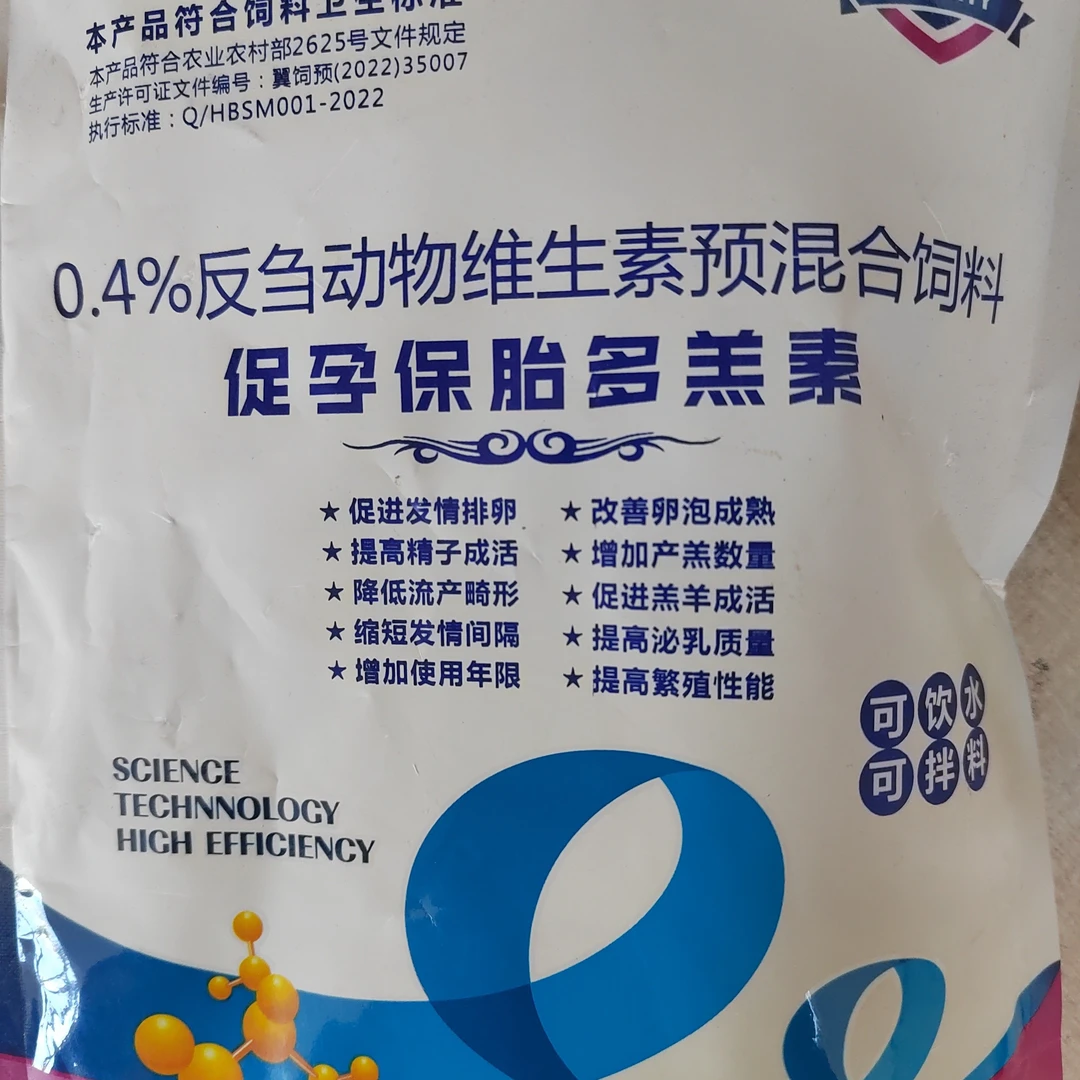 本产品符合饲料卫生标准
本产品符合农业农村部2625号文件规定
生产许可证文件编号：翼饲预(2022)35007
执行标准：Q/HBSM001-2022
0.4%反刍动物维生素预混合饲料
促孕保胎多羔素
★ 促进发情排卵
★ 提高精子成活
★ 降低流产畸形
★ 缩短发情间隔
★ 增加使用年限
★ 改善卵泡成熟
★ 增加产羔数量
★ 促进羔羊成活
★ 提高泌乳质量
★ 提高繁殖性能
可饮水
可拌料
SCIENCE
TECHNNOLOGY
HIGH EFFICIENCY